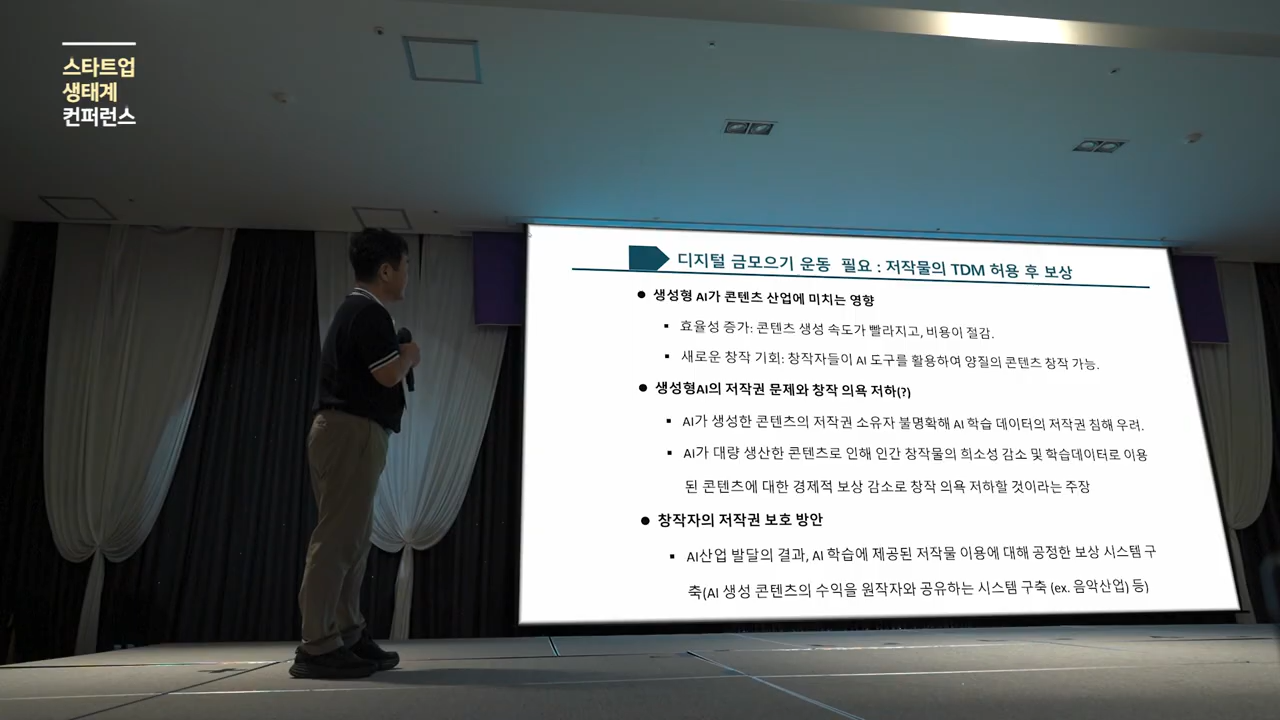 스타트업
생태계
컨퍼런스
디지털 금모으기 운동 필요 : 저작물의 TDM 허용 후 보상
● 생성형 AI가 콘텐츠 산업에 미치는 영향
▪ 효율성 증가: 콘텐츠 생성 속도가 빨라지고, 비용이 절감.
▪ 새로운 창작 기회: 창작자들이 AI 도구를 활용하여 양질의 콘텐츠 창작 가능.
● 생성형AI의 저작권 문제와 창작 의욕 저하(?)
▪ AI가 생성한 콘텐츠의 저작권 소유자 불명확해 AI 학습 데이터의 저작권 침해 우려.
▪ AI가 대량 생산한 콘텐츠로 인해 인간 창작물의 희소성 감소 및 학습데이터로 이용
된 콘텐츠에 대한 경제적 보상 감소로 창작 의욕 저하할 것이라는 주장
● 창작자의 저작권 보호 방안
▪ AI산업 발달의 결과, AI 학습에 제공된 저작물 이용에 대해 공정한 보상 시스템 구
축(AI 생성 콘텐츠의 수익을 원작자와 공유하는 시스템 구축 (ex. 음악산업) 등)